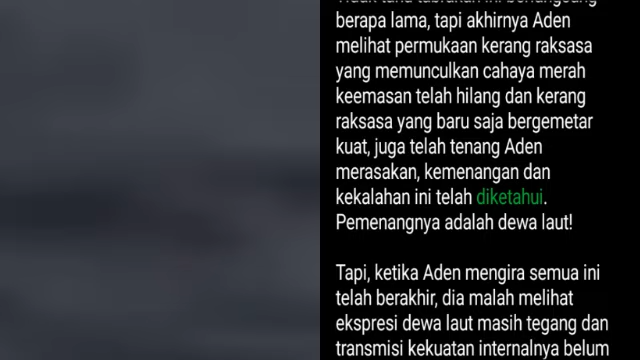 berapa lama, tapi akhirnya Aden
melihat permukaan kerang raksasa
yang memunculkan cahaya merah
keemasan telah hilang dan kerang
raksasa yang baru saja bergemetar
kuat, juga telah tenang Aden
merasakan, kemenangan dan
kekalahan ini telah diketahui.
Pemenangnya adalah dewa laut!
Tapi, ketika Aden mengira semua ini
telah berakhir, dia malah melihat
ekspresi dewa laut masih tegang dan
transmisi kekuatan internalnya belum